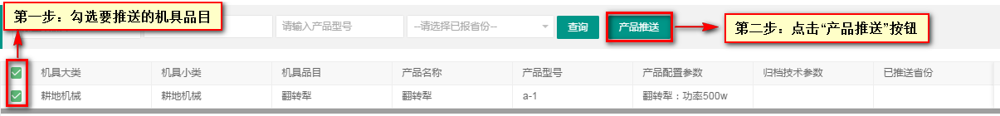 第一步：勾选要推送的机具品目
请输入产品型号 --请选择已报省份-- 查询 产品推送
第二步：点击“产品推送”按钮
机具大类 机具小类 机具品目 产品名称 产品型号 产品配置参数 归档技术参数 已推送省份
耕地机械 耕地机械 翻转犁 翻转犁 a-1 翻转犁：功率500w